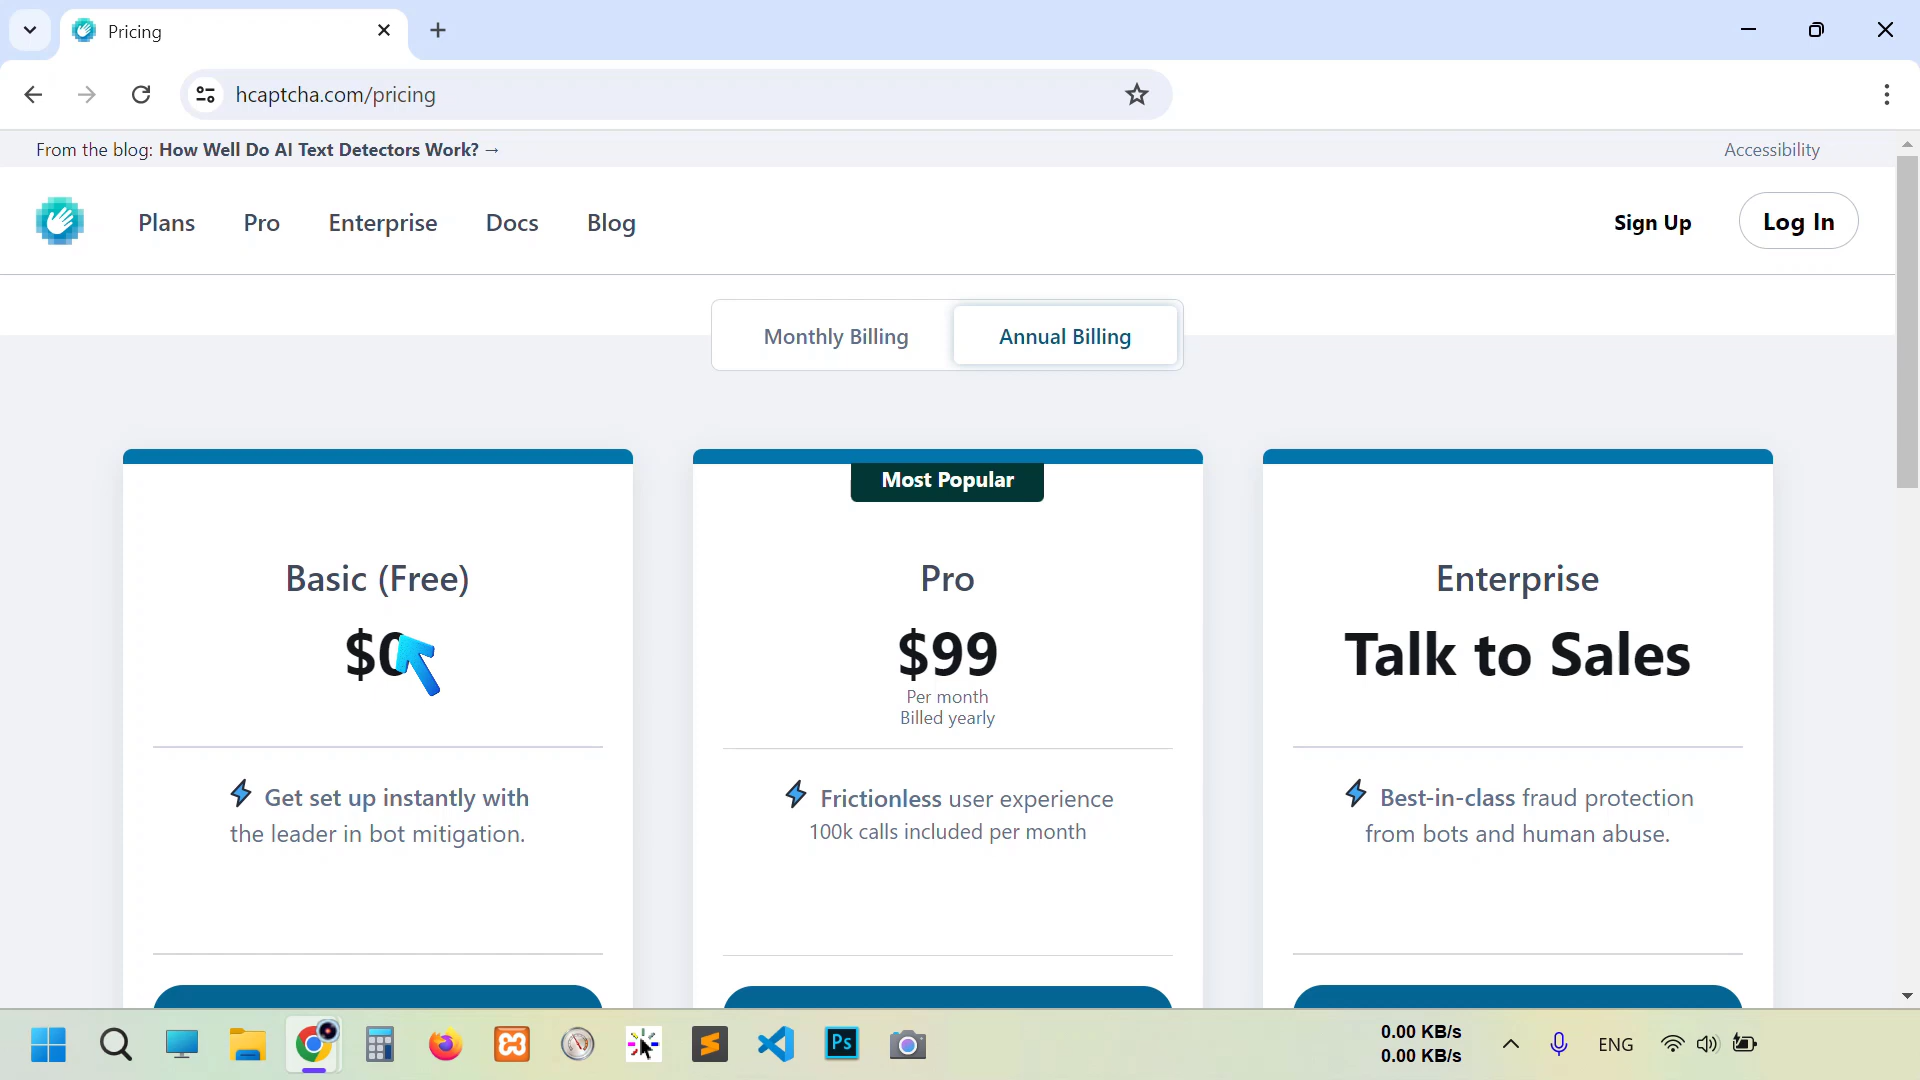 Pricing
hcaptcha.com/pricing
From the blog: How Well Do AI Text Detectors Work? →
Accessibility
Plans
Pro
Enterprise
Docs
Blog
Sign Up
Log In
Monthly Billing
Annual Billing
Basic (Free)
$0
Get set up instantly with
the leader in bot mitigation.
Most Popular
Pro
$99
Per month
Billed yearly
Frictionless user experience
100k calls included per month
Enterprise
Talk to Sales
Best-in-class fraud protection
from bots and human abuse.
Ps
0.00 KB/s
0.00 KB/s
ENG